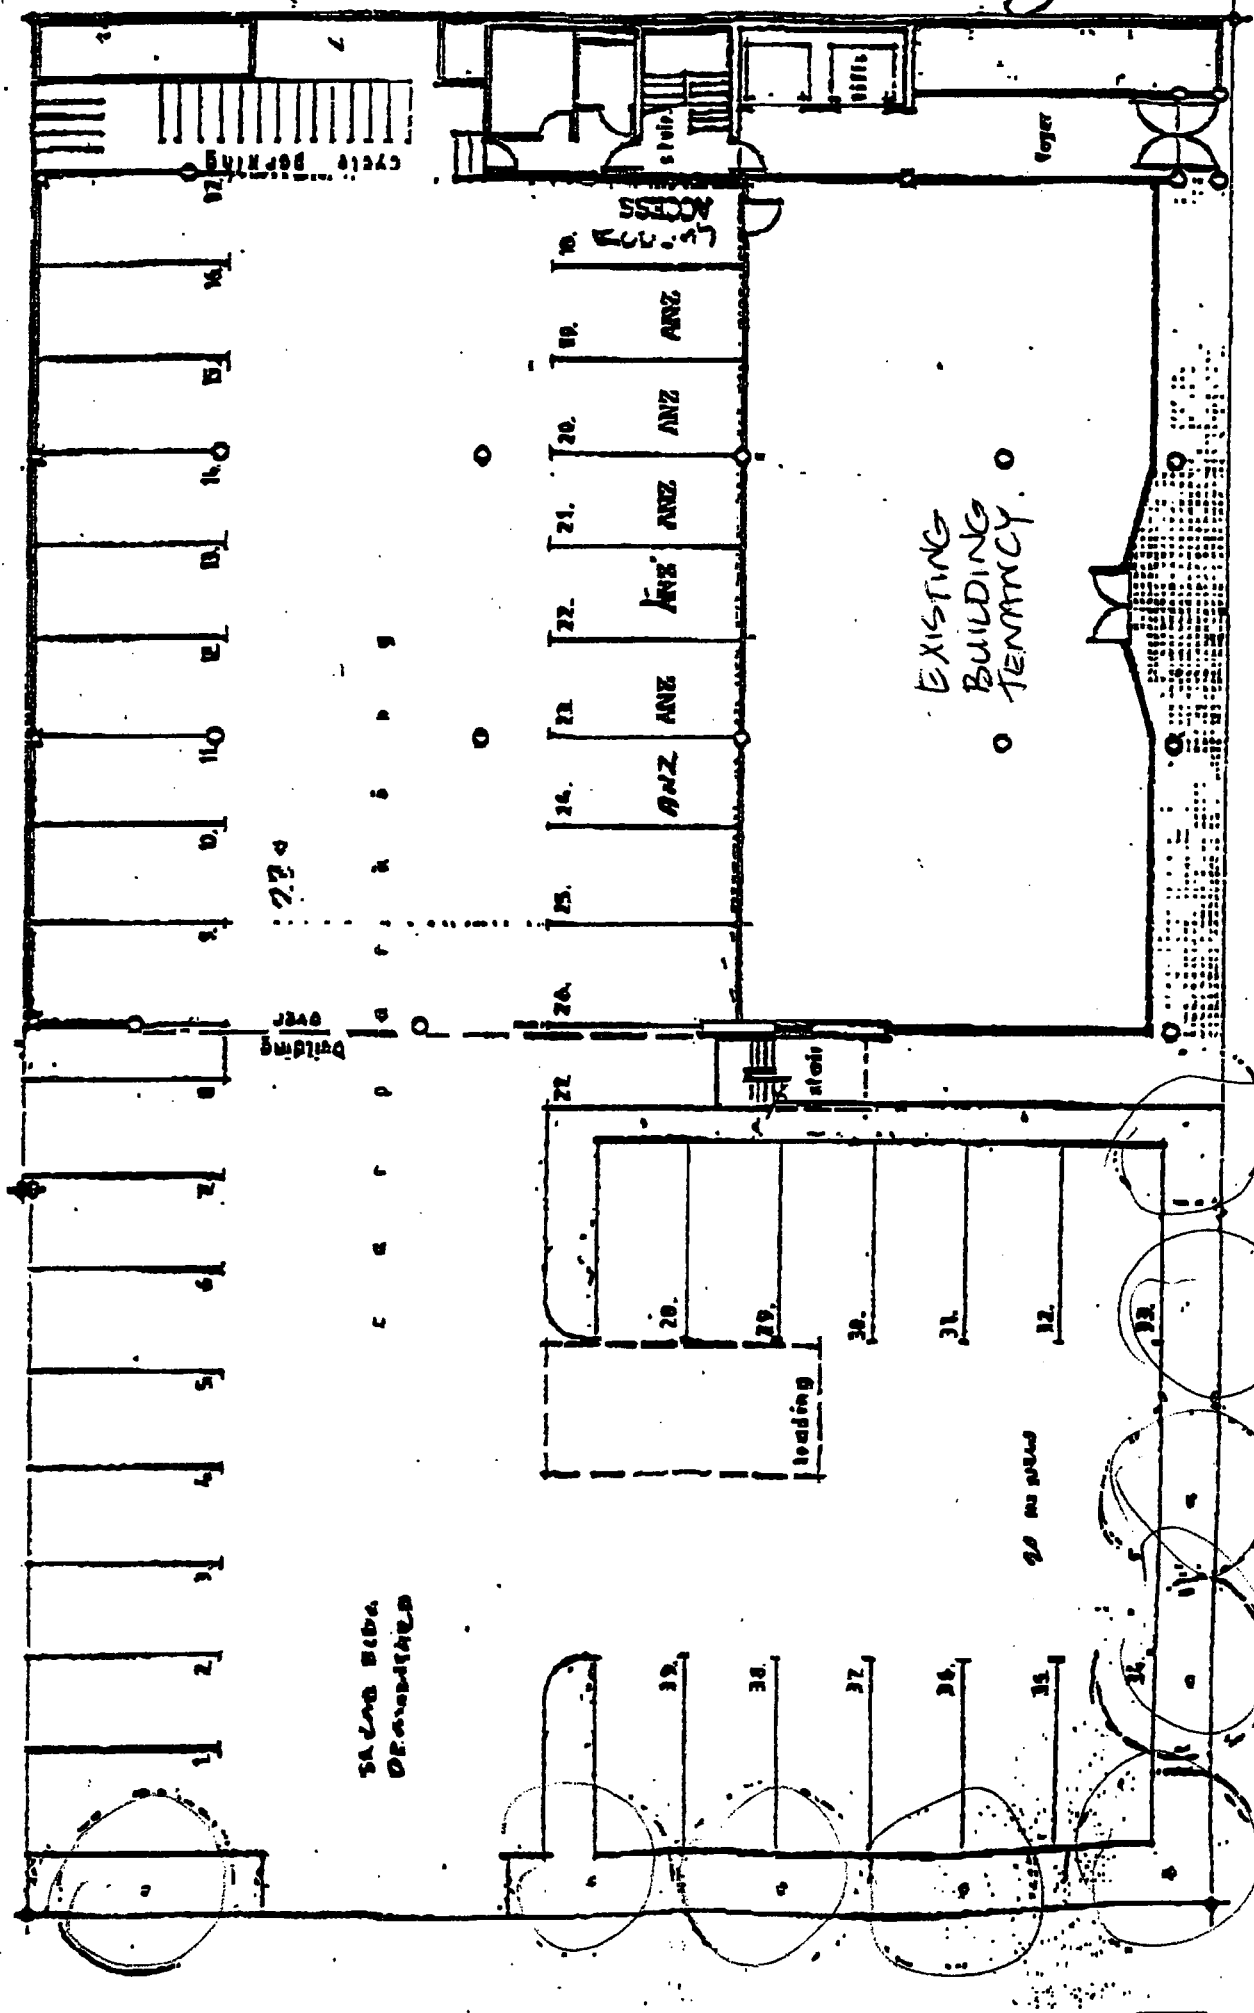 cycle parking
stair
lifts
foyer
ACCESS
17.
16.
15.
14.
13.
12.
11.
10.
9.
8.
7.
6.
5.
4.
3.
2.
1.
18.
19. ANZ
20. ANZ
21. ANZ
22. ANZ
23. ANZ
24. ANZ
25.
26.
27.
EXISTING
BUILDING
TENANCY.
building
over
car parking
stair
28.
29.
30.
31.
32.
33.
loading
39.
38.
37.
36.
35.
34.